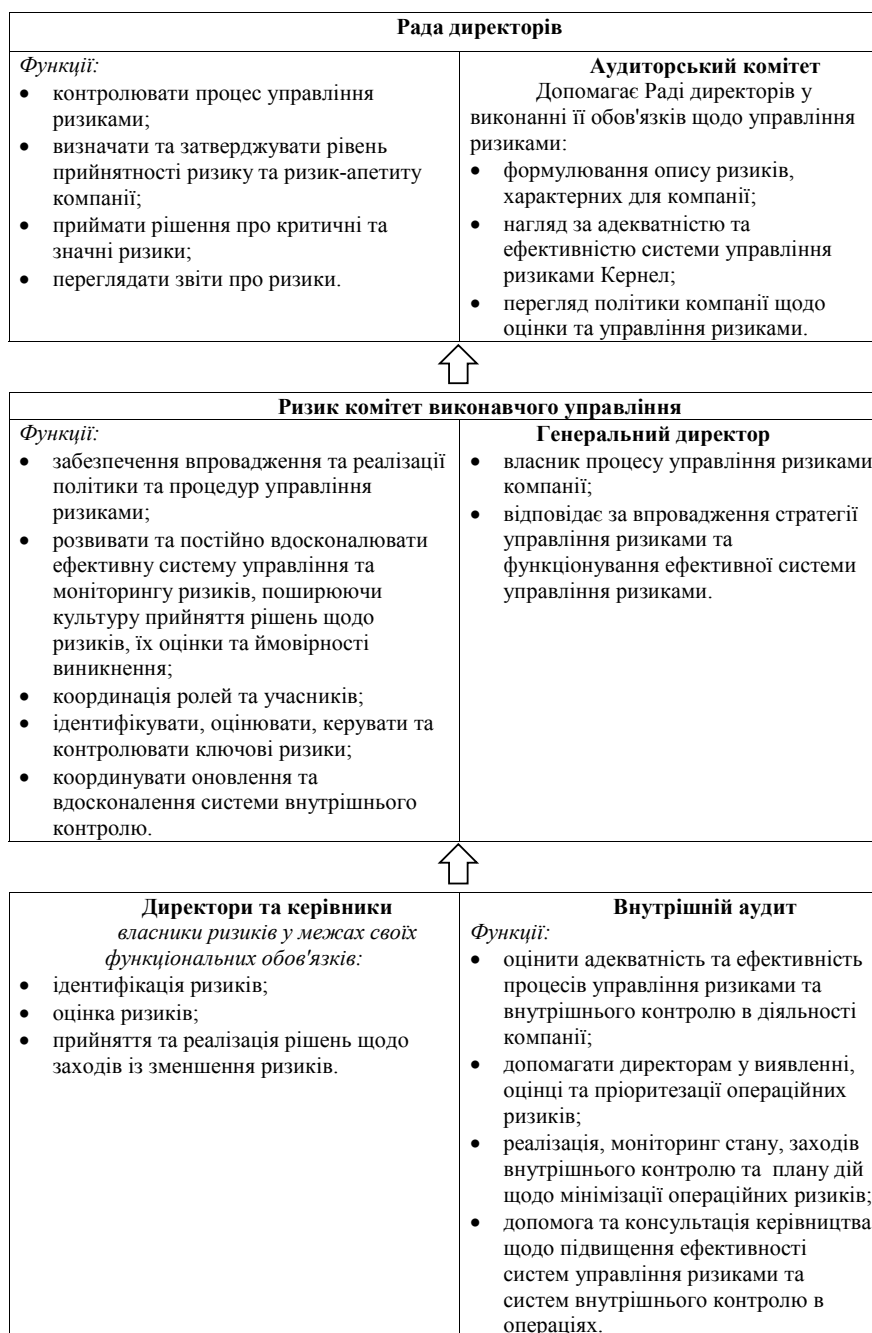 Рада директорів
Функції:
• контролювати процес управління
ризиками;
• визначати та затверджувати рівень
прийнятності ризику та ризик-апетиту
компанії;
• приймати рішення про критичні та
значні ризики;
• переглядати звіти про ризики.
Аудиторський комітет
Допомагає Раді директорів у
виконанні її обов'язків щодо управління
ризиками:
• формулювання опису ризиків,
характерних для компанії;
• нагляд за адекватністю та
ефективністю системи управління
ризиками Кернел;
• перегляд політики компанії щодо
оцінки та управління ризиками.
Ризик комітет виконавчого управління
Функції:
• забезпечення впровадження та реалізації
політики та процедур управління
ризиками;
• розвивати та постійно вдосконалювати
ефективну систему управління та
моніторингу ризиків, поширюючи
культуру прийняття рішень щодо
ризиків, їх оцінки та ймовірності
виникнення;
• координація ролей та учасників;
• ідентифікувати, оцінювати, керувати та
контролювати ключові ризики;
• координувати оновлення та
вдосконалення системи внутрішнього
контролю.
Генеральний директор
• власник процесу управління ризиками
компанії;
• відповідає за впровадження стратегії
управління ризиками та
функціонування ефективної системи
управління ризиками.
Директори та керівники
власники ризиків у межах своїх
функціональних обов'язків:
• ідентифікація ризиків;
• оцінка ризиків;
• прийняття та реалізація рішень щодо
заходів із зменшення ризиків.
Внутрішній аудит
Функції:
• оцінити адекватність та ефективність
процесів управління ризиками та
внутрішнього контролю в діяльності
компанії;
• допомагати директорам у виявленні,
оцінці та пріоритезації операційних
ризиків;
• реалізація, моніторинг стану, заходів
внутрішнього контролю та плану дій
щодо мінімізації операційних ризиків;
• допомога та консультація керівництва
щодо підвищення ефективності
систем управління ризиками та
систем внутрішнього контролю в
операціях.